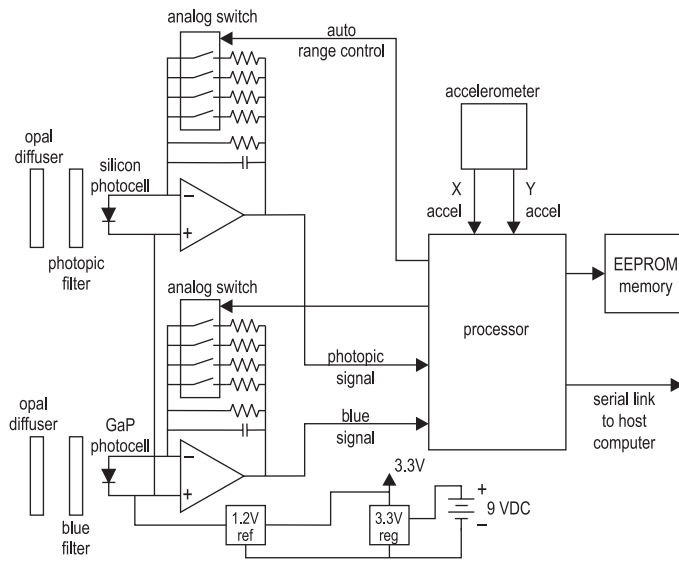 analog switch
auto
range control
accelerometer
opal
diffuser
silicon
photocell
X
accel
Y
accel
−
+
photopic
filter
EEPROM
memory
analog switch
processor
photopic
signal
opal
diffuser
GaP
photocell
blue
signal
serial link
to host
computer
−
+
3.3V
blue
filter
1.2V
ref
3.3V
reg
+
9 VDC
−